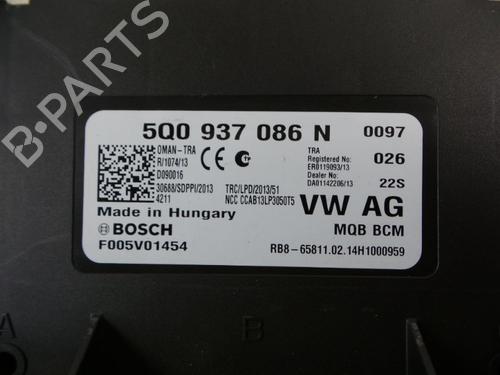 B-PARTS
5Q0 937 086 N 0097
OMAN-TRA
R/1074/13
D090016
30688/SDPPI/2013
4211
TRC/LPD/2013/51
NCC CCAB13LP3050T5
TRA
Registered No:
ER0119093/13
Dealer No:
DA01142206/13
026
22S
Made in Hungary
VW AG
BOSCH
MQB BCM
F005V01454
RB8-65811.02.14H1000959
A
B